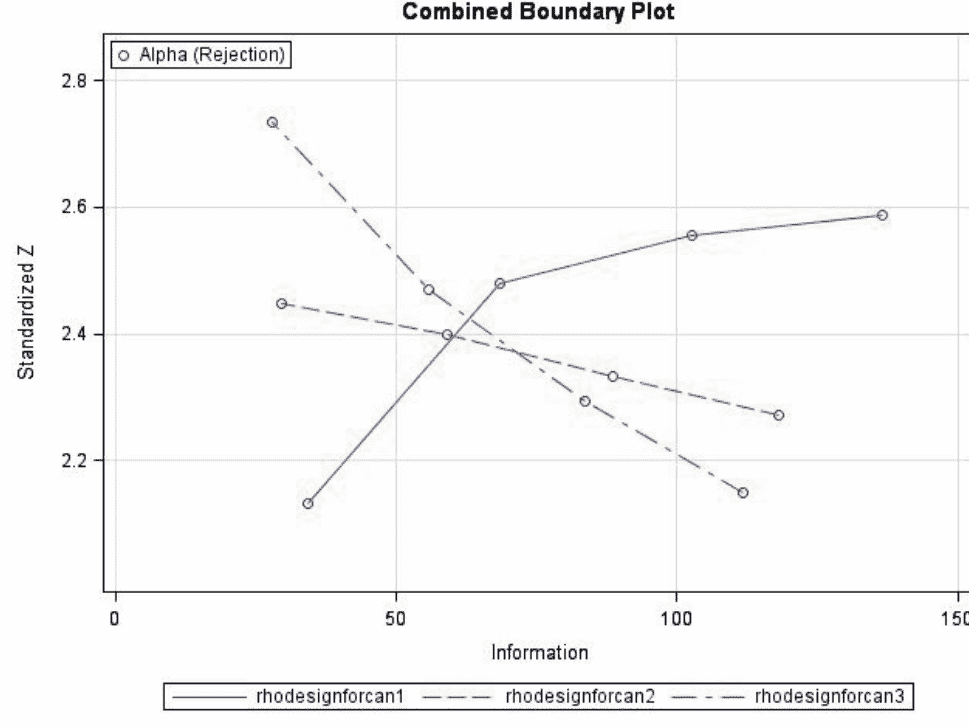 Combined Boundary Plot
Alpha (Rejection)
2.8
2.6
2.4
2.2
Standardized Z
0 50 100 150
Information
rhodesignforcan1 rhodesignforcan2 rhodesignforcan3